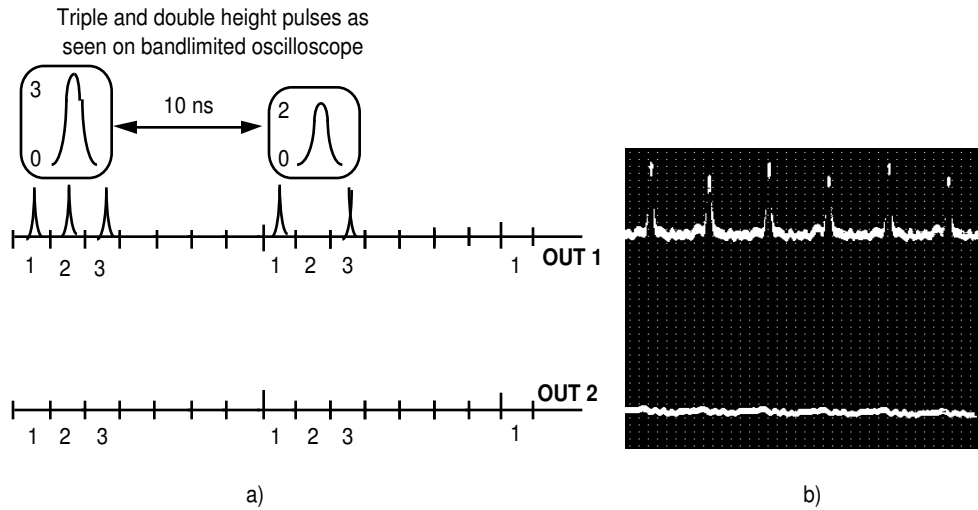 Triple and double height pulses as
seen on bandlimited oscilloscope
3
0
10 ns
2
0
1 2 3 1 2 3 1
OUT 1
OUT 2
1 2 3 1 2 3 1
a) b)